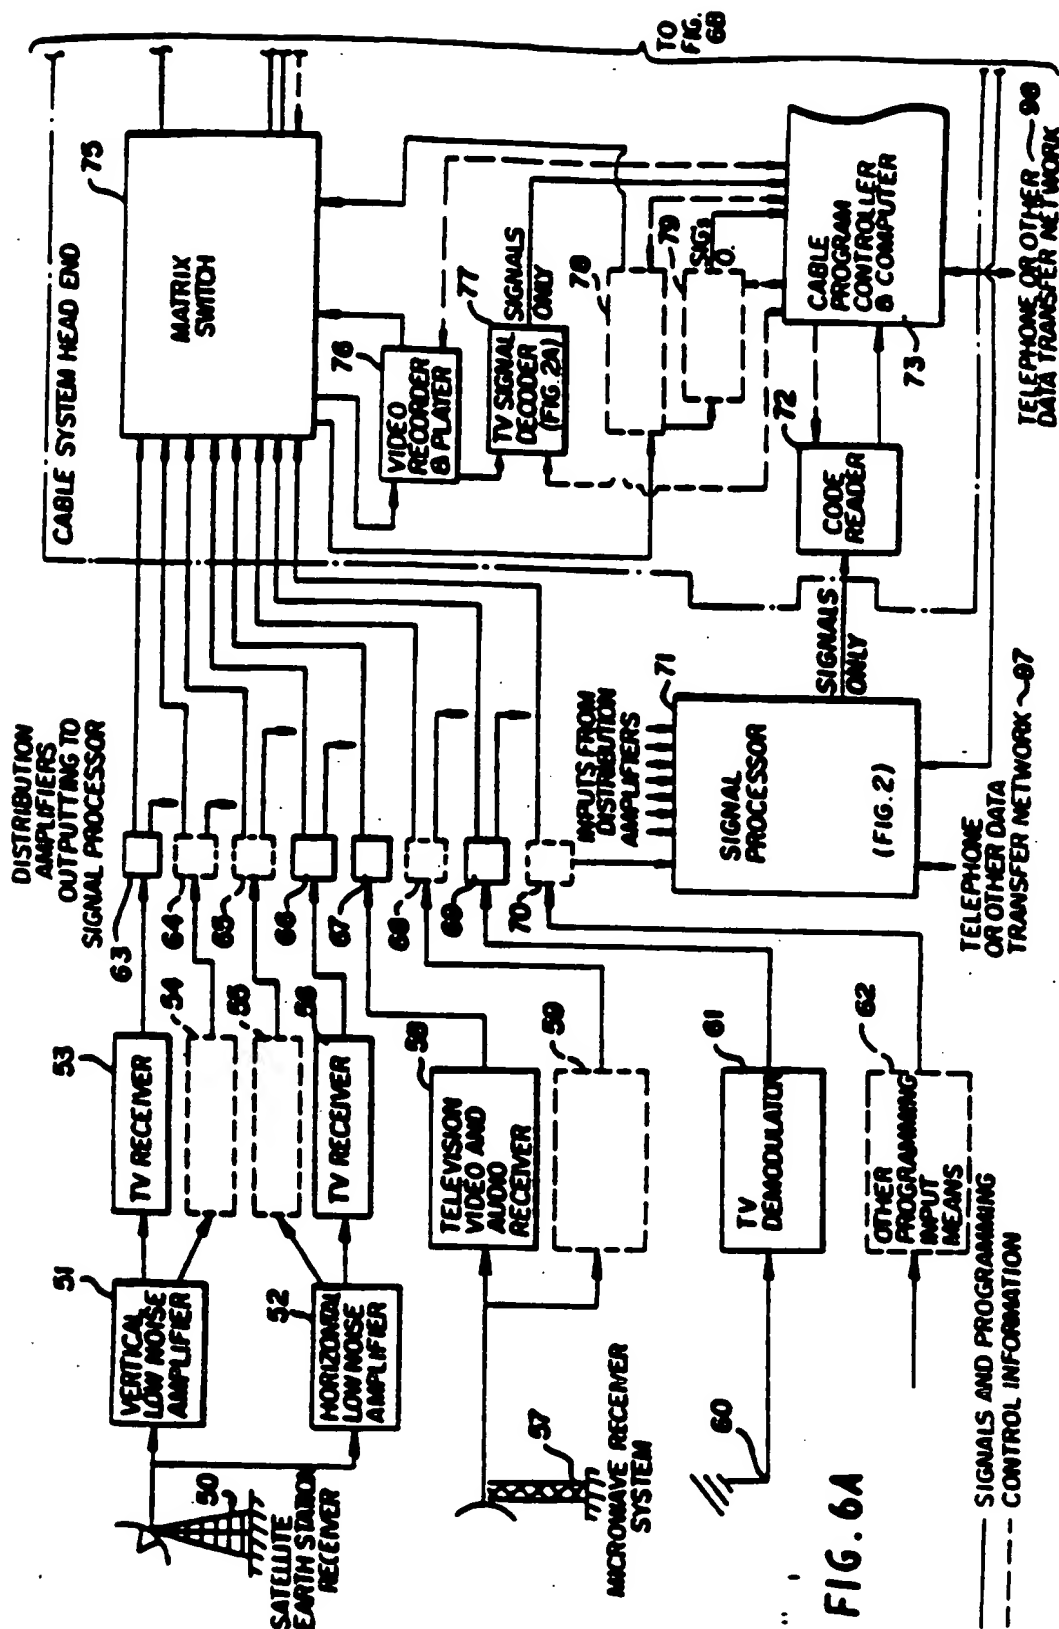 CABLE SYSTEM HEAD END
TO
FIG.
6B
75
MATRIX
SWITCH
76
VIDEO
RECORDER
& PLAYER
77
TV SIGNAL
DECODER
(FIG. 2A)
SIGNALS
ONLY
78
79
SIG.
O.
CABLE
PROGRAM
CONTROLLER
& COMPUTER
73
72
CODE
READER
TELEPHONE OR OTHER
DATA TRANSFER NETWORK
98
DISTRIBUTION
AMPLIFIERS
OUTPUTTING TO
SIGNAL PROCESSOR
63
64
65
66
67
68
69
70
INPUTS FROM
DISTRIBUTION
AMPLIFIERS
71
SIGNAL
PROCESSOR
(FIG. 2)
SIGNALS
ONLY
TELEPHONE
OR OTHER DATA
TRANSFER NETWORK
97
53
TV RECEIVER
54
55
56
TV RECEIVER
58
TELEVISION
VIDEO AND
AUDIO
RECEIVER
59
61
TV
DEMODULATOR
62
OTHER
PROGRAMMING
INPUT
MEANS
51
VERTICAL
LOW NOISE
AMPLIFIER
52
HORIZONTAL
LOW NOISE
AMPLIFIER
50
SATELLITE
EARTH STATION
RECEIVER
57
MICROWAVE RECEIVER
SYSTEM
60
FIG. 6A
SIGNALS AND PROGRAMMING
CONTROL INFORMATION